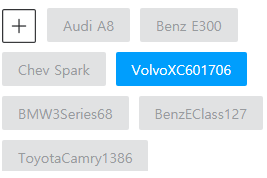 Audi A8 Benz E300
Chev Spark VolvoXC601706
BMW3Series68 BenzEClass127
ToyotaCamry1386